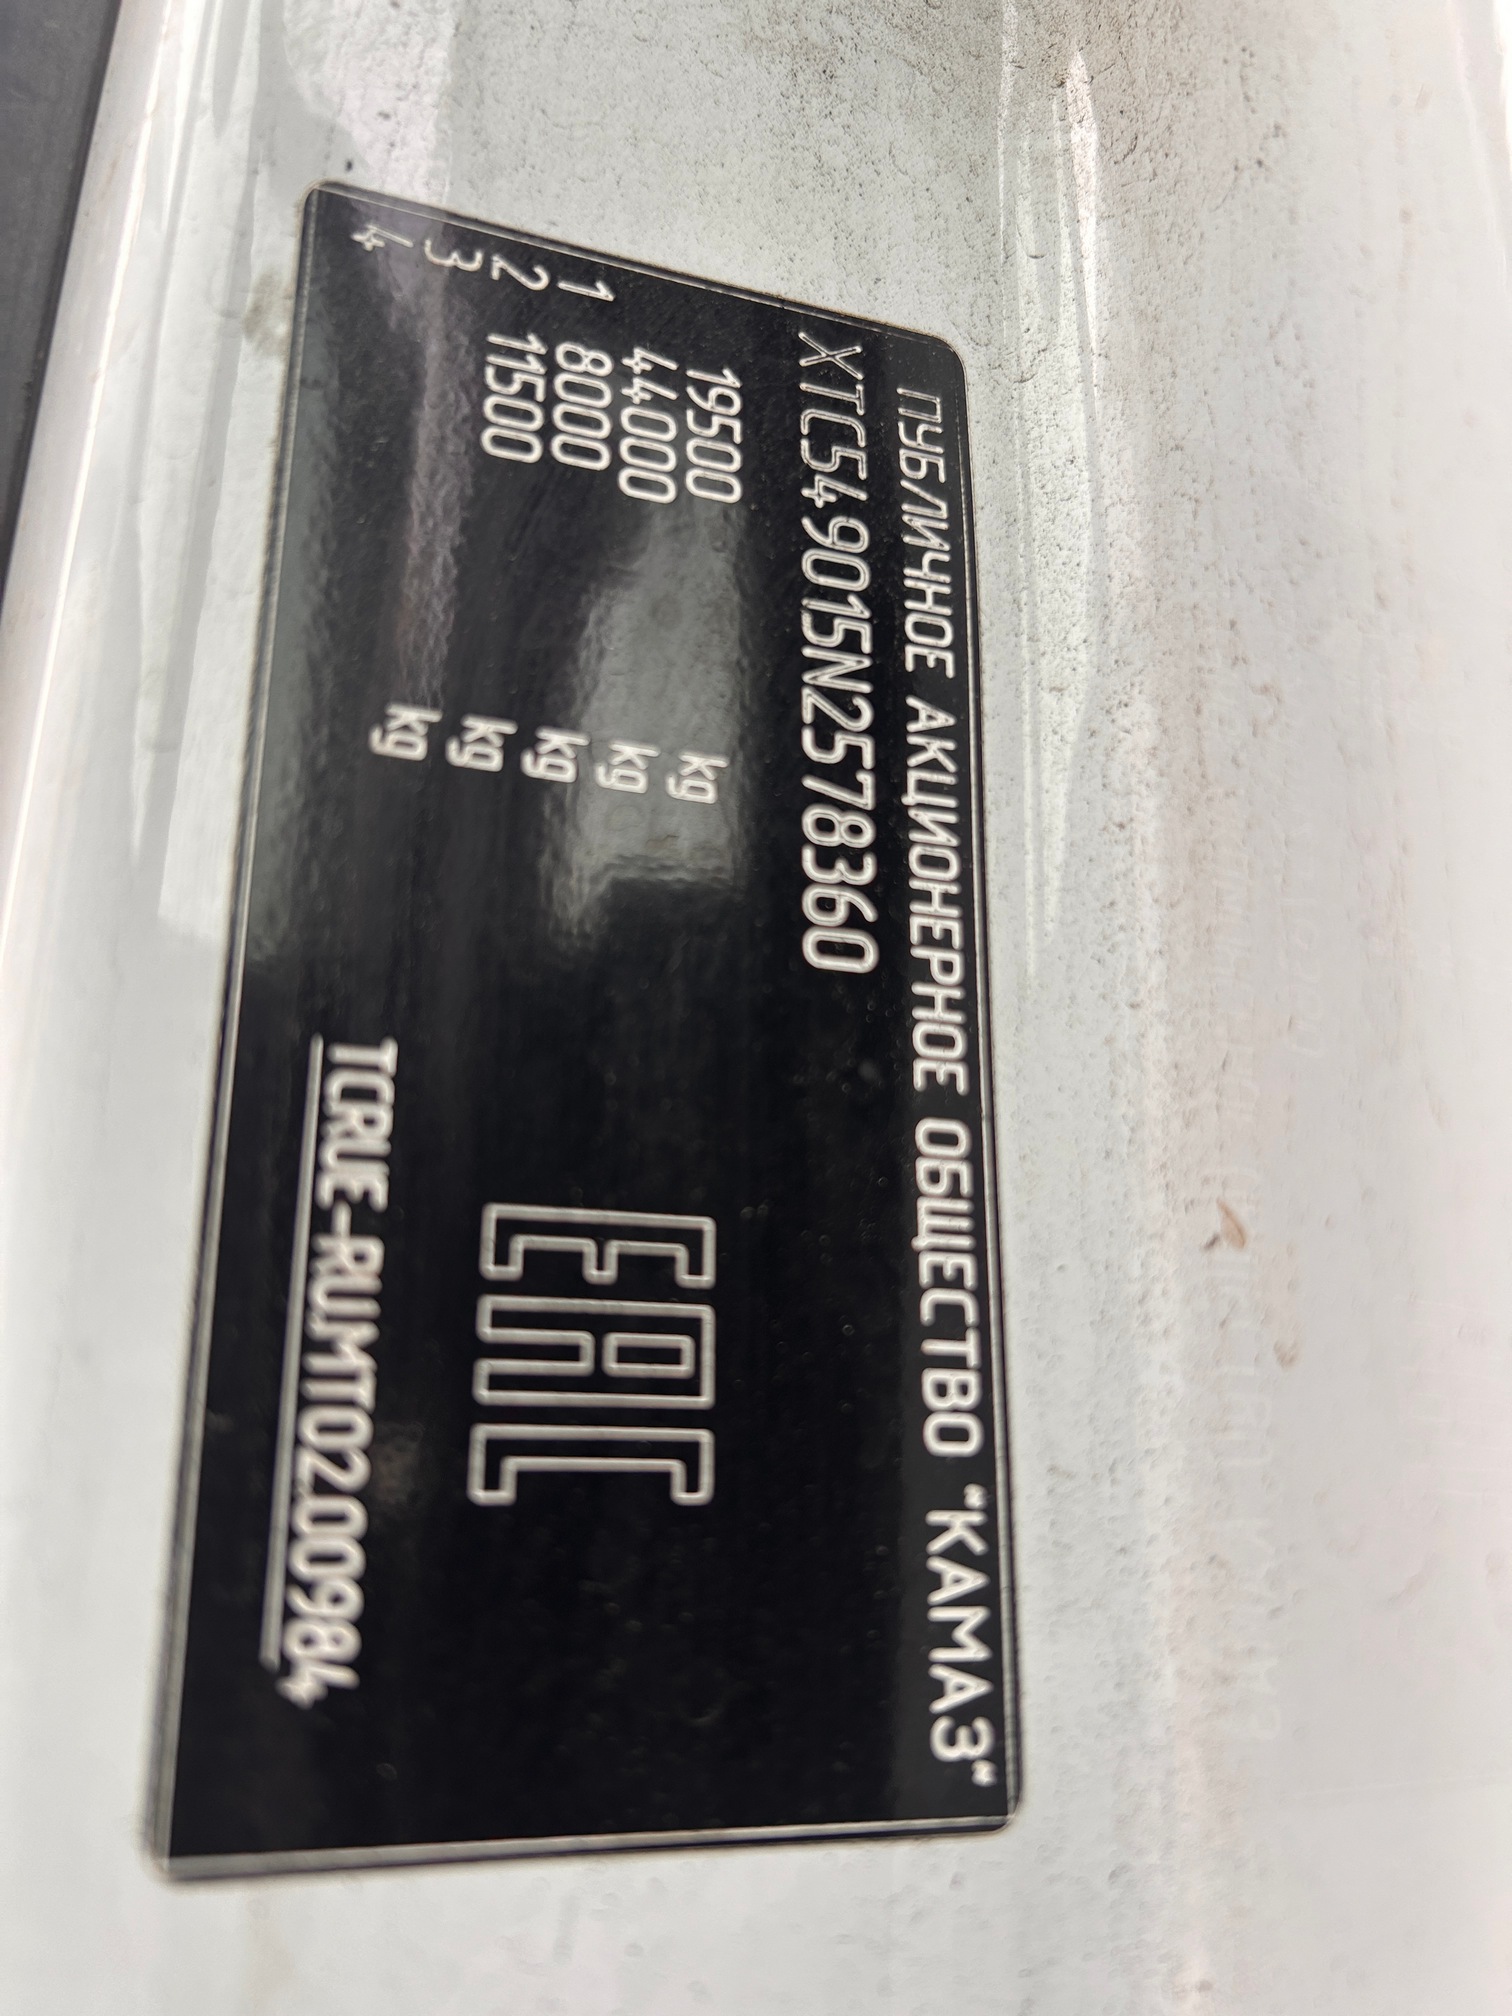 ПУБЛИЧНОЕ АКЦИОНЕРНОЕ ОБЩЕСТВО "КАМАЗ"
XTC549015N2578360
19500 kg
44000 kg
1 8000 kg
2 11500 kg
3 kg
4
EAC
TCRUE-RU.MT02.00984